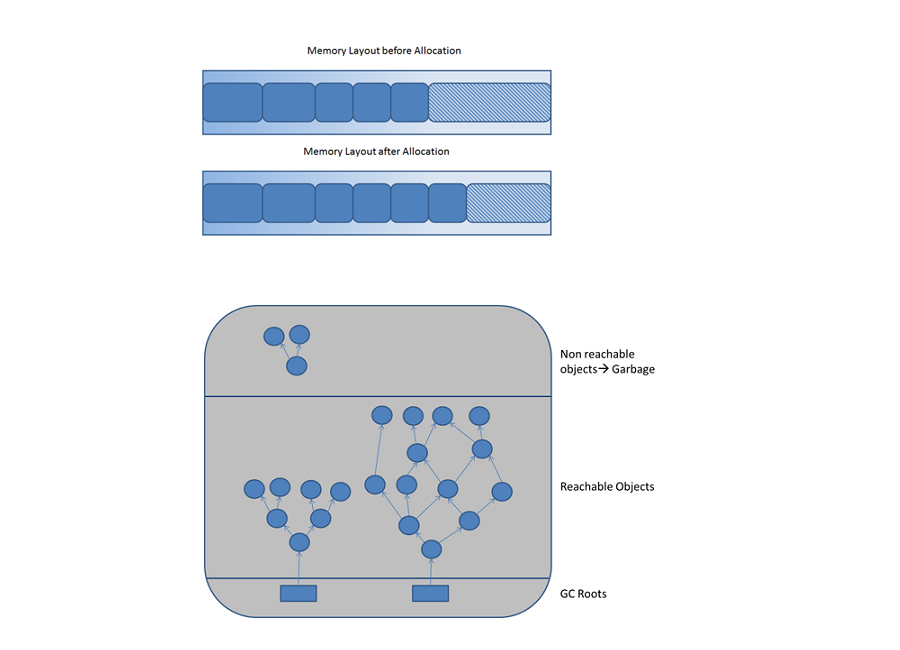 Memory Layout before Allocation
Memory Layout after Allocation
Non reachable
objects→ Garbage
Reachable Objects
GC Roots